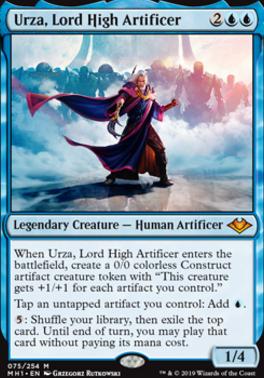 Urza, Lord High Artificer 2
Legendary Creature — Human Artificer
When Urza, Lord High Artificer enters the
battlefield, create a 0/0 colorless Construct
artifact creature token with “This creature
gets +1/+1 for each artifact you control.”
Tap an untapped artifact you control: Add
5 : Shuffle your library, then exile the top
card. Until end of turn, you may play that
card without paying its mana cost.
1/4
075/254 M
MH1 • EN Grzegorz Rutkowski
™ & © 2019 Wizards of the Coast